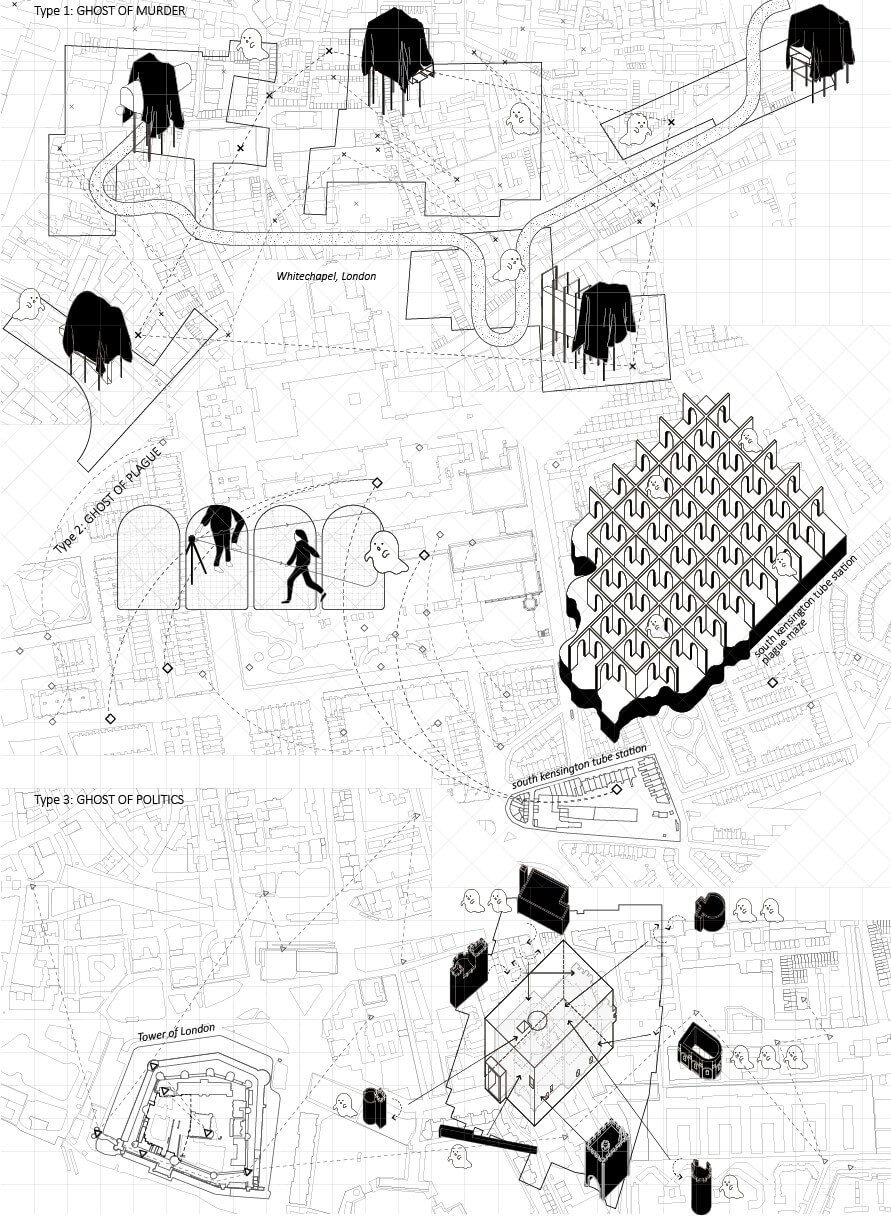 Type 1: GHOST OF MURDER
Whitechapel, London
Type 2: GHOST OF PLAGUE
south kensington tube station
plague maze
south kensington tube station
Type 3: GHOST OF POLITICS
Tower of London